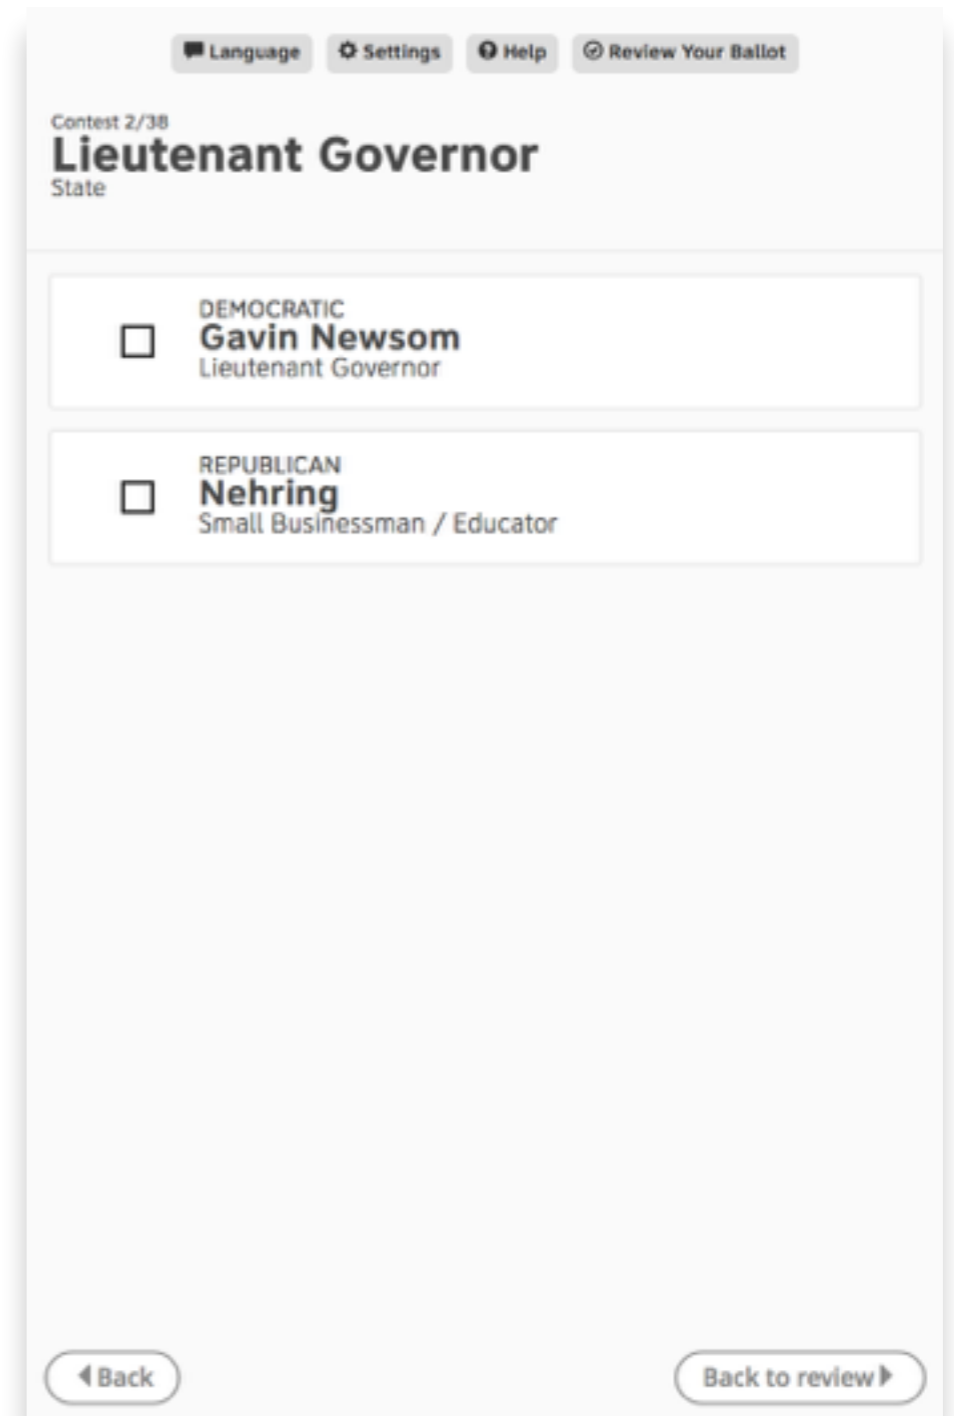 Language Settings Help Review Your Ballot
Contest 2/38
Lieutenant Governor
State
DEMOCRATIC
Gavin Newsom
Lieutenant Governor
REPUBLICAN
Nehring
Small Businessman / Educator
Back Back to review